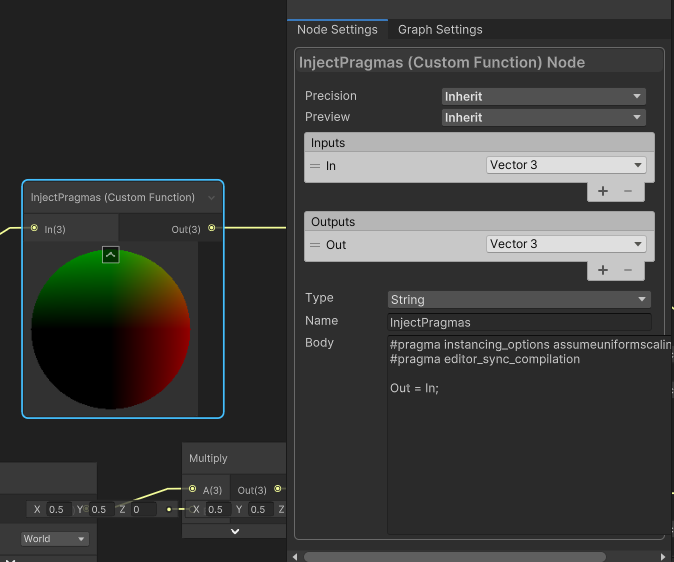 Node Settings
Graph Settings
InjectPragmas (Custom Function) Node
Precision
Inherit
Preview
Inherit
Inputs
In
Vector 3
+ −
Outputs
Out
Vector 3
+ −
Type
String
Name
InjectPragmas
Body
#pragma instancing_options assumeuniformscalin
#pragma editor_sync_compilation
Out = In;
InjectPragmas (Custom Function)
In(3)
Out(3)
Multiply
A(3)
Out(3)
X 0.5 Y 0.5 Z 0
X 0.5 Y 0.5 Z
World